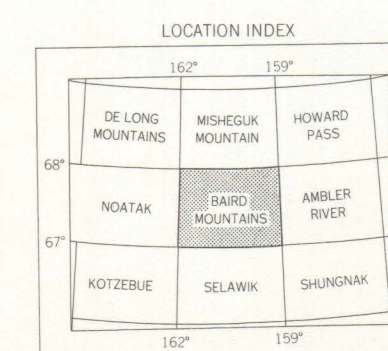 LOCATION INDEX
162° 159°
DE LONG
MOUNTAINS
MISHEGUK
MOUNTAIN
HOWARD
PASS
68°
NOATAK
BAIRD
MOUNTAINS
AMBLER
RIVER
67°
KOTZEBUE
SELAWIK
SHUNGNAK
162° 159°